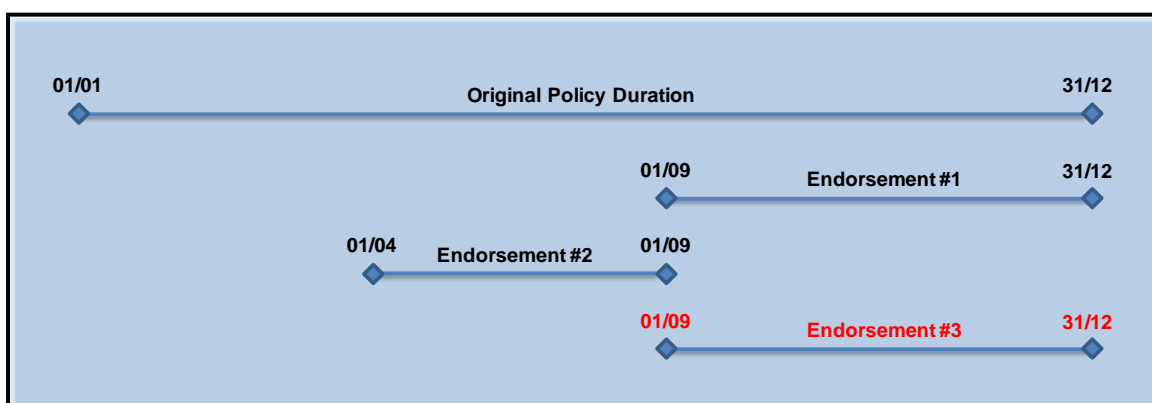 01/01 Original Policy Duration 31/12
01/09 Endorsement #1 31/12
01/04 Endorsement #2 01/09
01/09 Endorsement #3 31/12